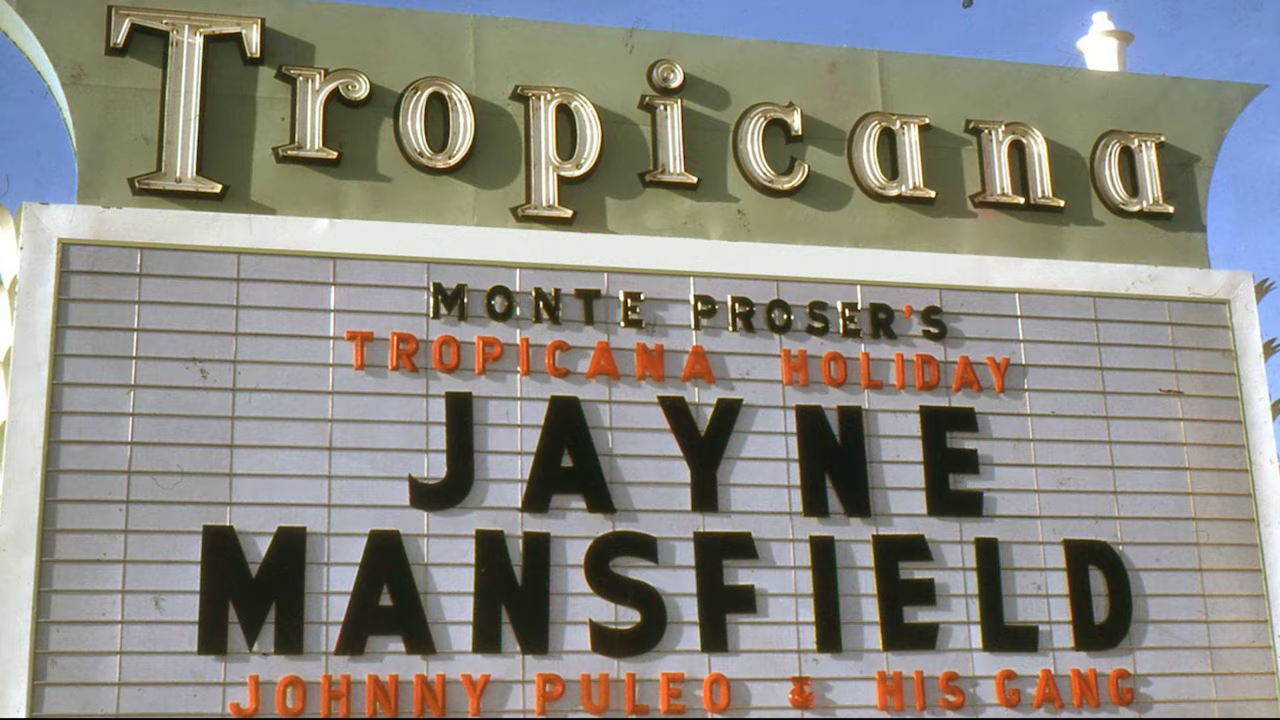 Tropicana
MONTE PROSER'S
TROPICANA HOLIDAY
JAYNE
MANSFIELD
JOHNNY PULEO & HIS GANG